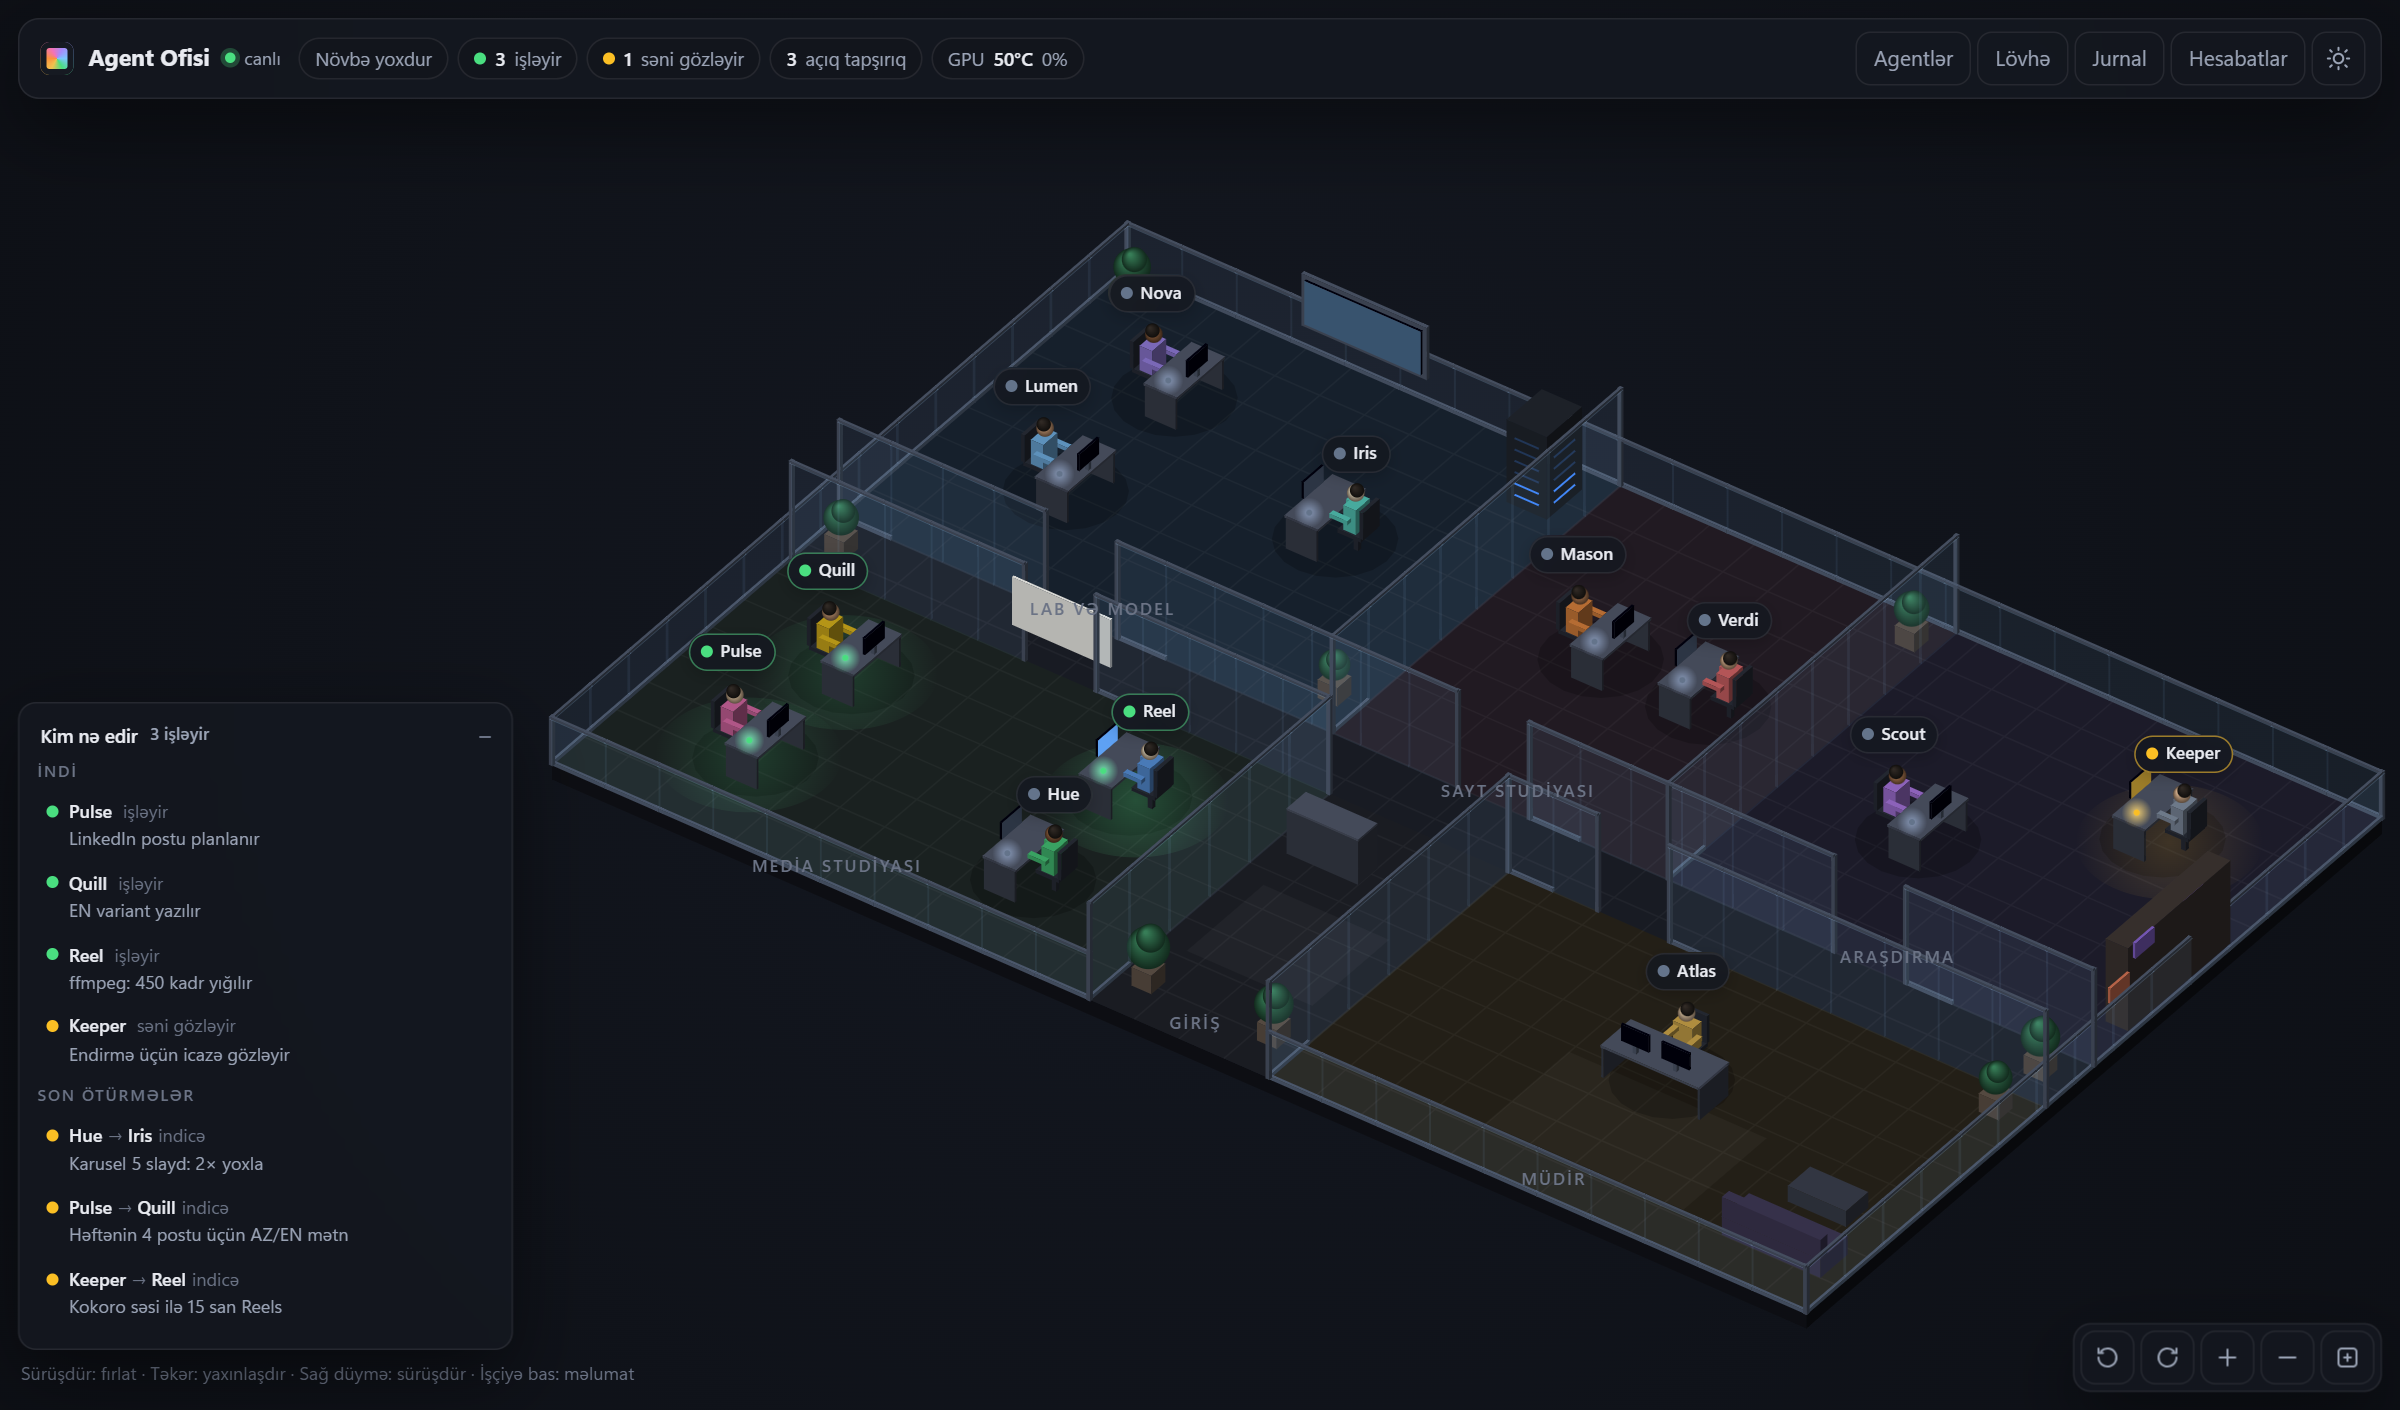 Agent Ofisi canlı Növbə yoxdur 3 işləyir 1 səni gözləyir 3 açıq tapşırıq GPU 50°C 0% Agentlər Lövhə Jurnal Hesabatlar
Nova
Lumen
Iris
Mason
Quill
LAB VƏ MODEL
Verdi
Pulse
Reel
Scout
Keeper
Hue
SAYT STUDİYASI
MEDİA STUDİYASI
ARAŞDIRMA
Atlas
GİRİŞ
MÜDİR
Kim nə edir 3 işləyir
İNDİ
Pulse işləyir
LinkedIn postu planlanır
Quill işləyir
EN variant yazılır
Reel işləyir
ffmpeg: 450 kadr yığılır
Keeper səni gözləyir
Endirmə üçün icazə gözləyir
SON ÖTÜRMƏLƏR
Hue → Iris indicə
Karusel 5 slayd: 2× yoxla
Pulse → Quill indicə
Həftənin 4 postu üçün AZ/EN mətn
Keeper → Reel indicə
Kokoro səsi ilə 15 san Reels
Sürüşdür: fırlat · Təkər: yaxınlaşdır · Sağ düymə: sürüşdür · İşçiyə bas: məlumat